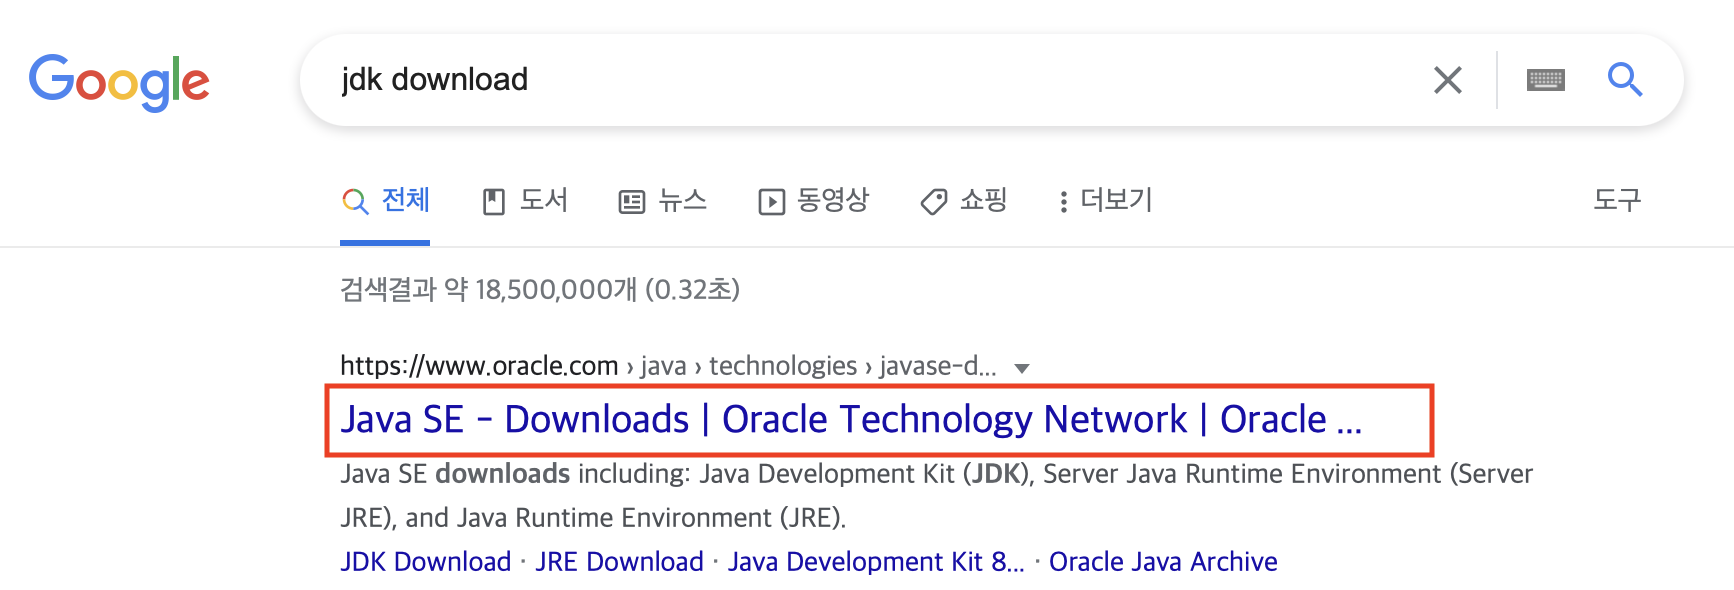 Google
jdk download
전체 도서 뉴스 동영상 쇼핑 더보기 도구
검색결과 약 18,500,000개 (0.32초)
https://www.oracle.com › java › technologies › javase-d...
Java SE - Downloads | Oracle Technology Network | Oracle ...
Java SE downloads including: Java Development Kit (JDK), Server Java Runtime Environment (Server
JRE), and Java Runtime Environment (JRE).
JDK Download · JRE Download · Java Development Kit 8... · Oracle Java Archive